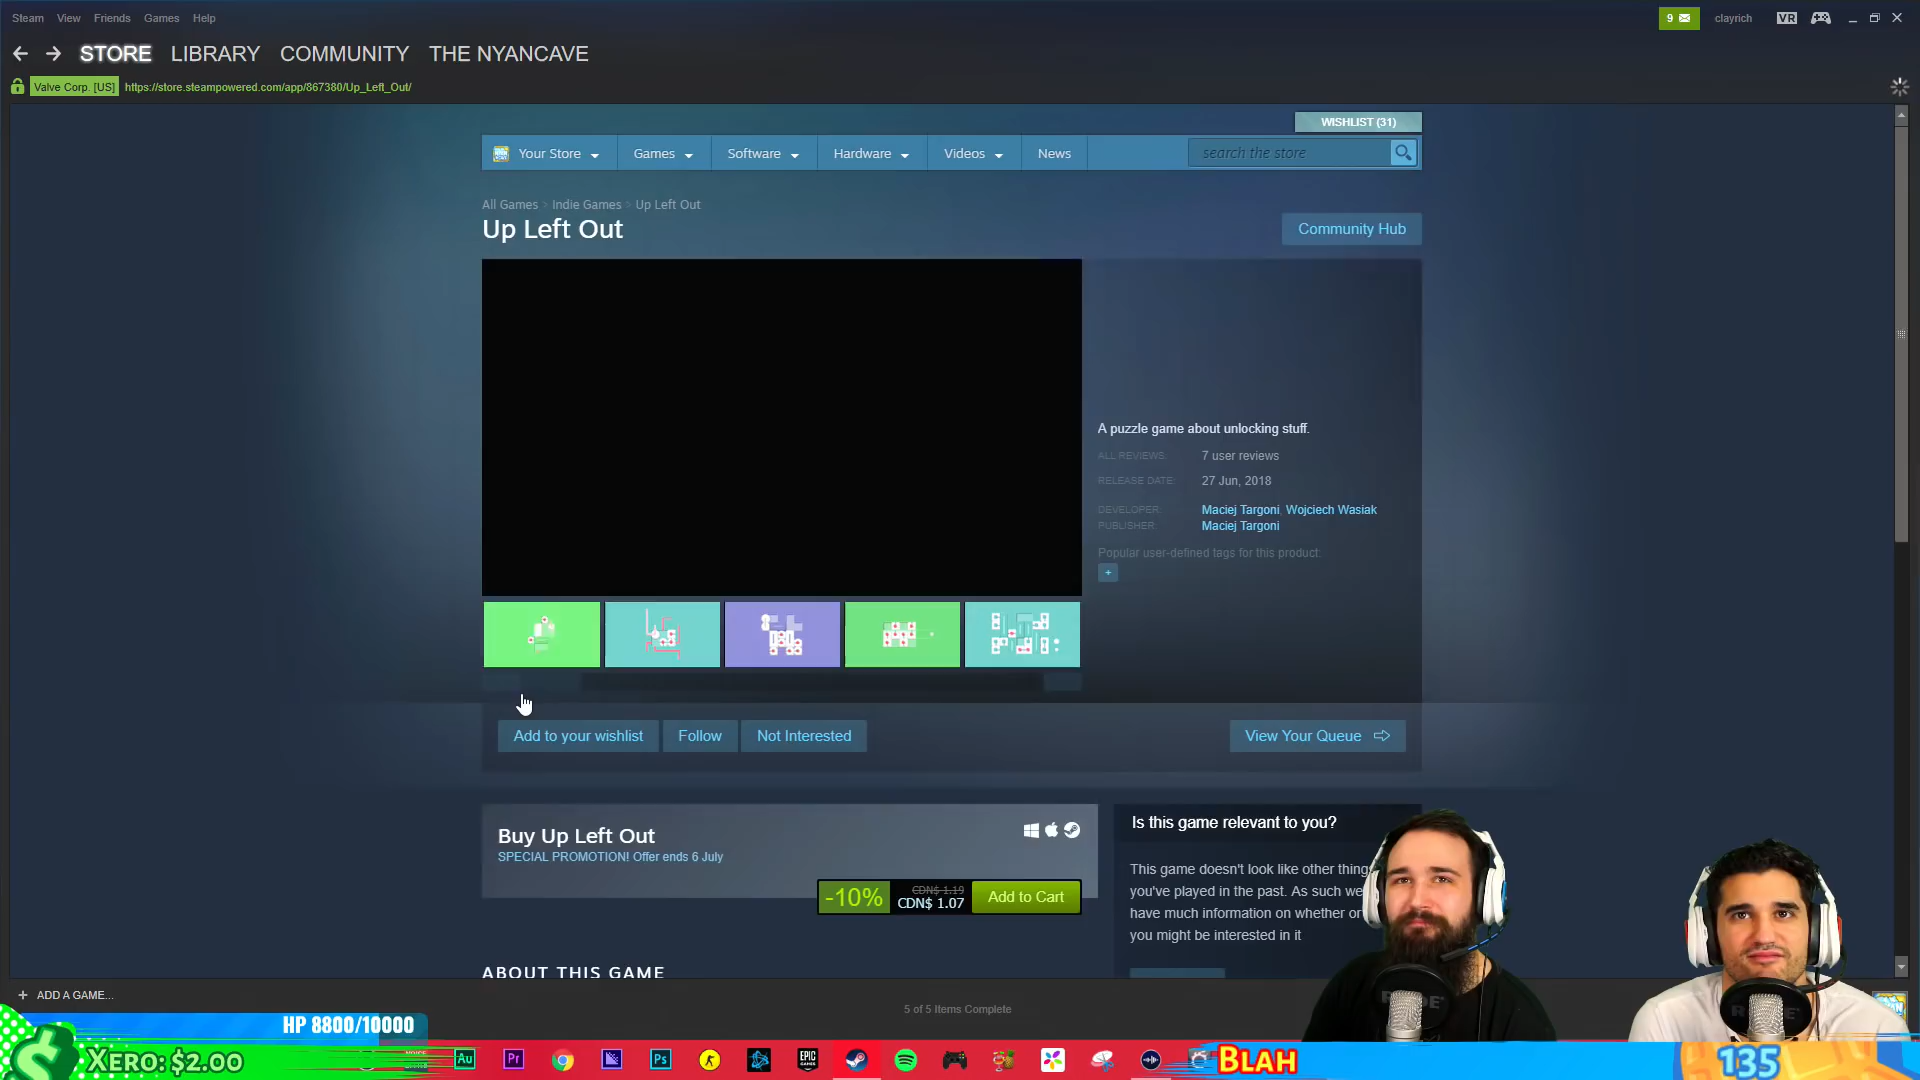 Steam View Friends Games Help
9
clayrich
VR
STORE LIBRARY COMMUNITY THE NYANCAVE
Valve Corp. [US] https://store.steampowered.com/app/867380/Up_Left_Out/
WISHLIST (31)
Your Store Games Software Hardware Videos News
search the store
All Games > Indie Games > Up Left Out
Up Left Out
Community Hub
A puzzle game about unlocking stuff.
ALL REVIEWS: 7 user reviews
RELEASE DATE: 27 Jun, 2018
DEVELOPER: Maciej Targoni, Wojciech Wasiak
PUBLISHER: Maciej Targoni
Popular user-defined tags for this product:
+
Add to your wishlist Follow Not Interested
View Your Queue
Buy Up Left Out
SPECIAL PROMOTION! Offer ends 6 July
-10% CDN$ 1.19 CDN$ 1.07 Add to Cart
Is this game relevant to you?
This game doesn't look like other things
you've played in the past. As such we
have much information on whether or
you might be interested in it
ABOUT THIS GAME
+ ADD A GAME...
5 of 5 Items Complete
HP 8800/10000
XERO: $2.00
Au Pr Ps EPIC GAMES
BLAH
135